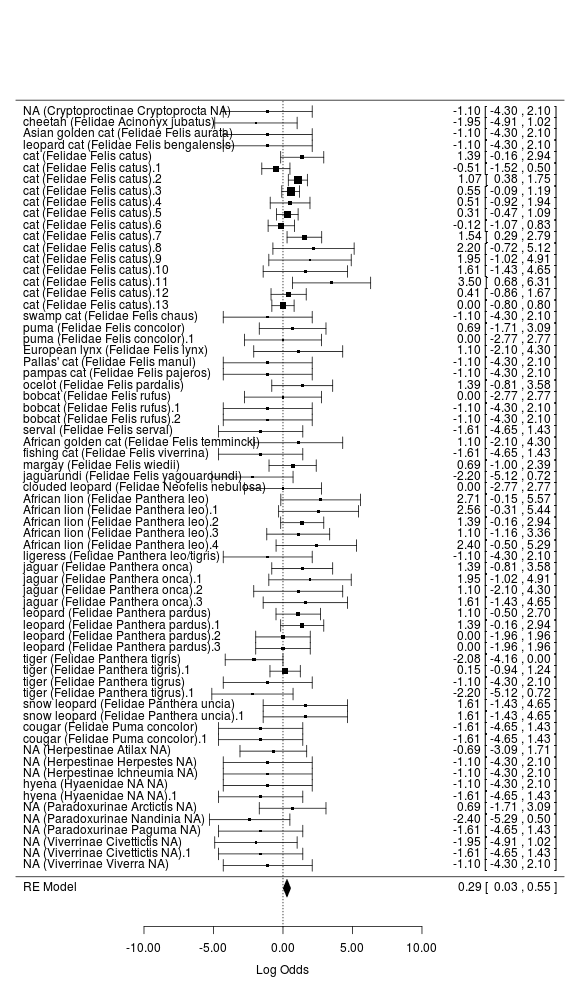 NA (Cryptoproctinae Cryptoprocta NA) -1.10 [ -4.30 , 2.10 ]
cheetah (Felidae Acinonyx jubatus) -1.95 [ -4.91 , 1.02 ]
Asian golden cat (Felidae Felis aurata) -1.10 [ -4.30 , 2.10 ]
leopard cat (Felidae Felis bengalensis) -1.10 [ -4.30 , 2.10 ]
cat (Felidae Felis catus) 1.39 [ -0.16 , 2.94 ]
cat (Felidae Felis catus).1 -0.51 [ -1.52 , 0.50 ]
cat (Felidae Felis catus).2 1.07 [ 0.38 , 1.75 ]
cat (Felidae Felis catus).3 0.55 [ -0.09 , 1.19 ]
cat (Felidae Felis catus).4 0.51 [ -0.92 , 1.94 ]
cat (Felidae Felis catus).5 0.31 [ -0.47 , 1.09 ]
cat (Felidae Felis catus).6 -0.12 [ -1.07 , 0.83 ]
cat (Felidae Felis catus).7 1.54 [ 0.29 , 2.79 ]
cat (Felidae Felis catus).8 2.20 [ -0.72 , 5.12 ]
cat (Felidae Felis catus).9 1.95 [ -1.02 , 4.91 ]
cat (Felidae Felis catus).10 1.61 [ -1.43 , 4.65 ]
cat (Felidae Felis catus).11 3.50 [ 0.68 , 6.31 ]
cat (Felidae Felis catus).12 0.41 [ -0.86 , 1.67 ]
cat (Felidae Felis catus).13 0.00 [ -0.80 , 0.80 ]
swamp cat (Felidae Felis chaus) -1.10 [ -4.30 , 2.10 ]
puma (Felidae Felis concolor) 0.69 [ -1.71 , 3.09 ]
puma (Felidae Felis concolor).1 0.00 [ -2.77 , 2.77 ]
European lynx (Felidae Felis lynx) 1.10 [ -2.10 , 4.30 ]
Pallas' cat (Felidae Felis manul) -1.10 [ -4.30 , 2.10 ]
pampas cat (Felidae Felis pajeros) -1.10 [ -4.30 , 2.10 ]
ocelot (Felidae Felis pardalis) 1.39 [ -0.81 , 3.58 ]
bobcat (Felidae Felis rufus) 0.00 [ -2.77 , 2.77 ]
bobcat (Felidae Felis rufus).1 -1.10 [ -4.30 , 2.10 ]
bobcat (Felidae Felis rufus).2 -1.10 [ -4.30 , 2.10 ]
serval (Felidae Felis serval) -1.61 [ -4.65 , 1.43 ]
African golden cat (Felidae Felis temmincki) 1.10 [ -2.10 , 4.30 ]
fishing cat (Felidae Felis viverrina) -1.61 [ -4.65 , 1.43 ]
margay (Felidae Felis wiedii) 0.69 [ -1.00 , 2.39 ]
jaguarundi (Felidae Felis yagouaroundi) -2.20 [ -5.12 , 0.72 ]
clouded leopard (Felidae Neofelis nebulosa) 0.00 [ -2.77 , 2.77 ]
African lion (Felidae Panthera leo) 2.71 [ -0.15 , 5.57 ]
African lion (Felidae Panthera leo).1 2.56 [ -0.31 , 5.44 ]
African lion (Felidae Panthera leo).2 1.39 [ -0.16 , 2.94 ]
African lion (Felidae Panthera leo).3 1.10 [ -1.16 , 3.36 ]
African lion (Felidae Panthera leo).4 2.40 [ -0.50 , 5.29 ]
ligeress (Felidae Panthera leo/tigris) -1.10 [ -4.30 , 2.10 ]
jaguar (Felidae Panthera onca) 1.39 [ -0.81 , 3.58 ]
jaguar (Felidae Panthera onca).1 1.95 [ -1.02 , 4.91 ]
jaguar (Felidae Panthera onca).2 1.10 [ -2.10 , 4.30 ]
jaguar (Felidae Panthera onca).3 1.61 [ -1.43 , 4.65 ]
leopard (Felidae Panthera pardus) 1.10 [ -0.50 , 2.70 ]
leopard (Felidae Panthera pardus).1 1.39 [ -0.16 , 2.94 ]
leopard (Felidae Panthera pardus).2 0.00 [ -1.96 , 1.96 ]
leopard (Felidae Panthera pardus).3 0.00 [ -1.96 , 1.96 ]
tiger (Felidae Panthera tigris) -2.08 [ -4.16 , 0.00 ]
tiger (Felidae Panthera tigris).1 0.15 [ -0.94 , 1.24 ]
tiger (Felidae Panthera tigrus) -1.10 [ -4.30 , 2.10 ]
tiger (Felidae Panthera tigrus).1 -2.20 [ -5.12 , 0.72 ]
snow leopard (Felidae Panthera uncia) 1.61 [ -1.43 , 4.65 ]
snow leopard (Felidae Panthera uncia).1 1.61 [ -1.43 , 4.65 ]
cougar (Felidae Puma concolor) -1.61 [ -4.65 , 1.43 ]
cougar (Felidae Puma concolor).1 -1.61 [ -4.65 , 1.43 ]
NA (Herpestinae Atilax NA) -0.69 [ -3.09 , 1.71 ]
NA (Herpestinae Herpestes NA) -1.10 [ -4.30 , 2.10 ]
NA (Herpestinae Ichneumia NA) -1.10 [ -4.30 , 2.10 ]
hyena (Hyaenidae NA NA) -1.10 [ -4.30 , 2.10 ]
hyena (Hyaenidae NA NA).1 -1.61 [ -4.65 , 1.43 ]
NA (Paradoxurinae Arctictis NA) 0.69 [ -1.71 , 3.09 ]
NA (Paradoxurinae Nandinia NA) -2.40 [ -5.29 , 0.50 ]
NA (Paradoxurinae Paguma NA) -1.61 [ -4.65 , 1.43 ]
NA (Viverrinae Civettictis NA) -1.95 [ -4.91 , 1.02 ]
NA (Viverrinae Civettictis NA).1 -1.61 [ -4.65 , 1.43 ]
NA (Viverrinae Viverra NA) -1.10 [ -4.30 , 2.10 ]
RE Model 0.29 [ 0.03 , 0.55 ]
-10.00 -5.00 0.00 5.00 10.00
Log Odds